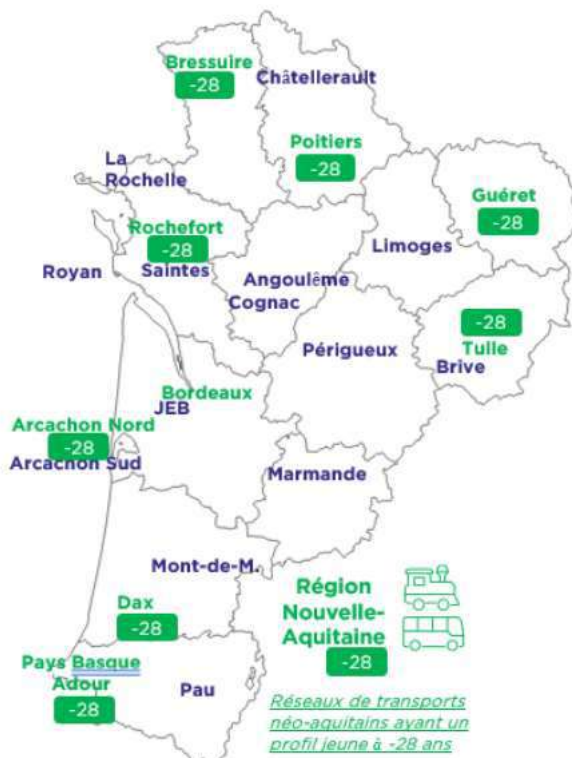 Bressuire
-28
Châtellerault
Poitiers
-28
La
Rochelle
Guéret
-28
Rochefort
-28
Saintes
Limoges
Royan
Angoulême
Cognac
-28
Tulle
Périgueux
Brive
Bordeaux
JEB
Arcachon Nord
-28
Arcachon Sud
Marmande
Mont-de-M.
Région
Nouvelle-
Aquitaine
-28
Dax
-28
Pays Basque
Adour
-28
Pau
Réseaux de transports
néo-aquitains ayant un
profil jeune à -28 ans